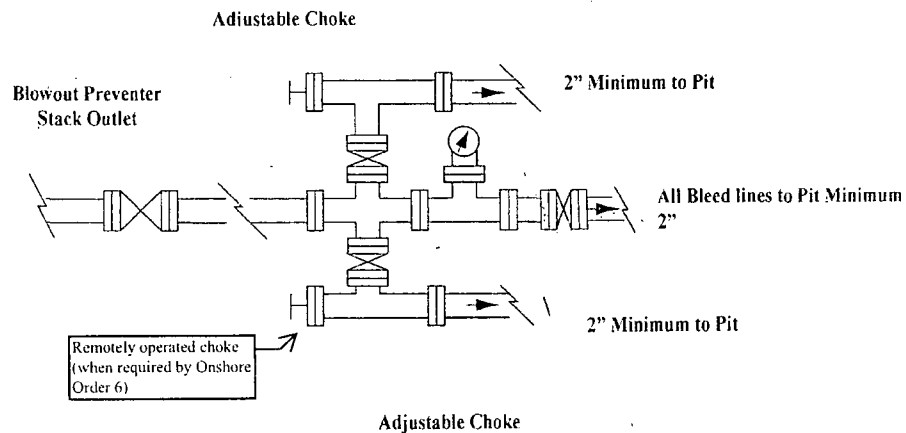 Adiustable Choke
2” Minimum to Pit
Blowout Preventer
Stack Outlet
All Bleed lines to Pit Minimum
2”
2” Minimum to Pit
Remotely operated choke
(when required by Onshore
Order 6)
Adjustable Choke